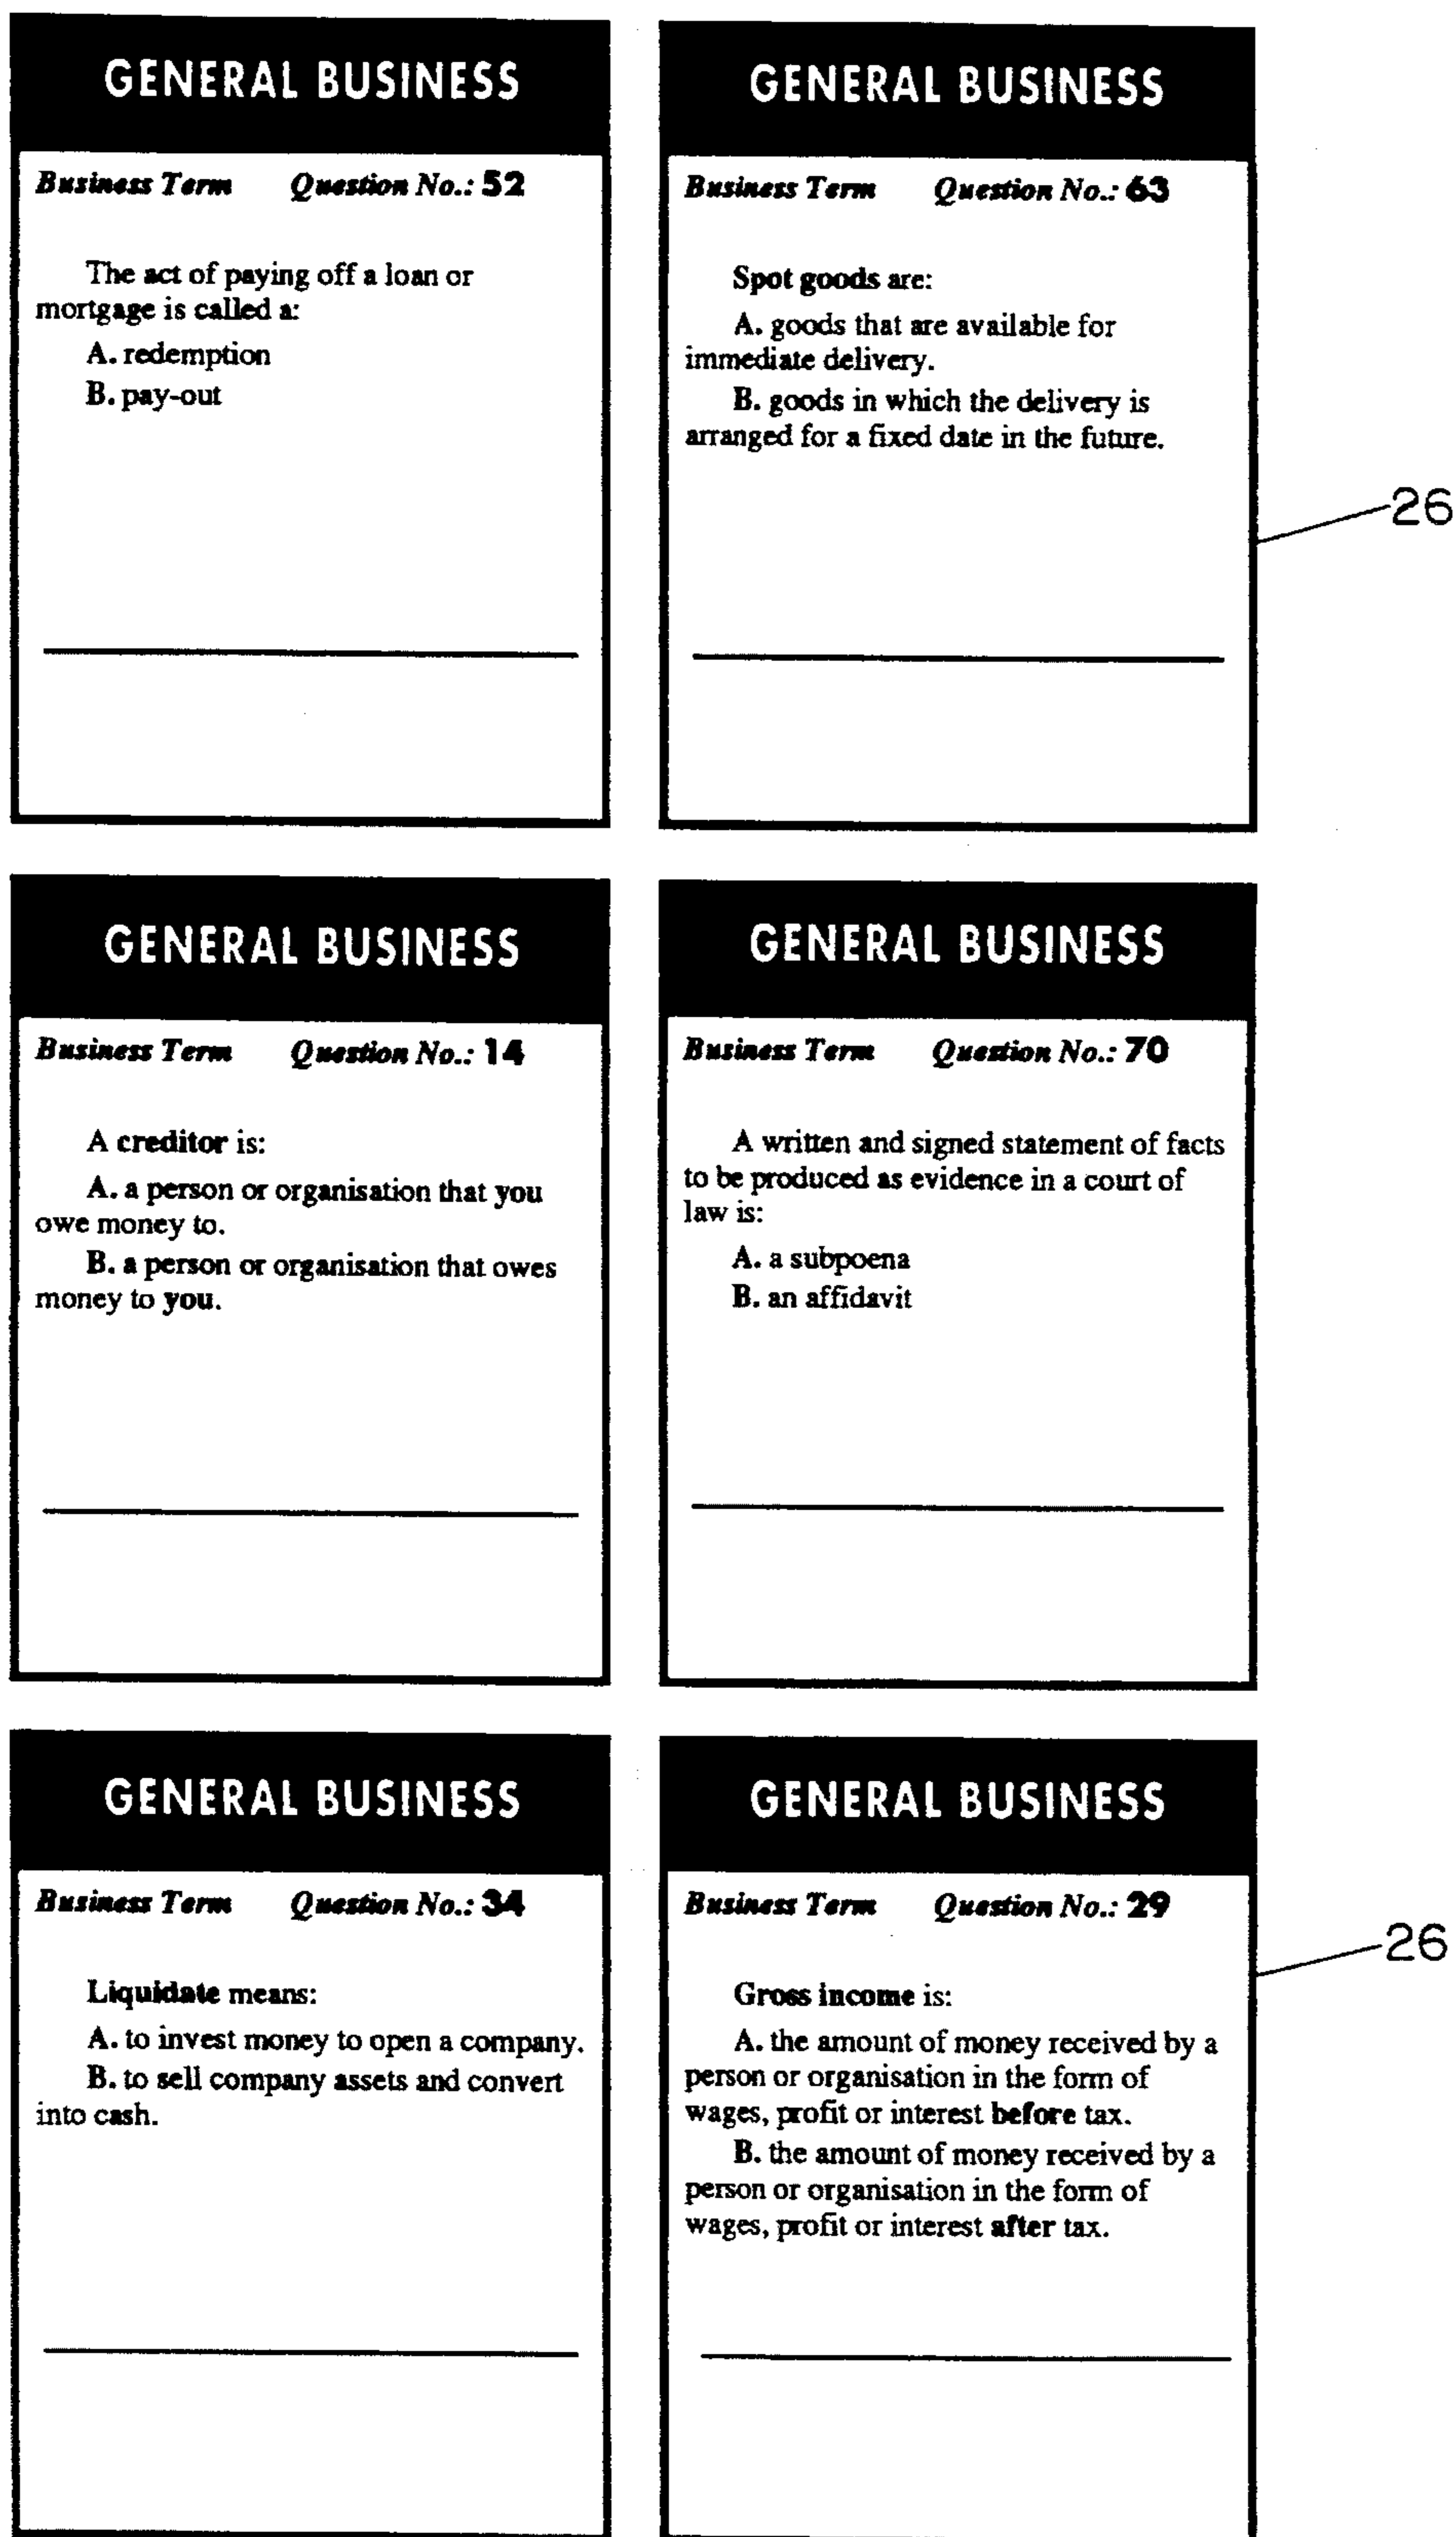 GENERAL BUSINESS
Business Term Question No.: 52
The act of paying off a loan or
mortgage is called a:
A. redemption
B. pay-out
GENERAL BUSINESS
Business Term Question No.: 63
Spot goods are:
A. goods that are available for
immediate delivery.
B. goods in which the delivery is
arranged for a fixed date in the future.
26
GENERAL BUSINESS
Business Term Question No.: 14
A creditor is:
A. a person or organisation that you
owe money to.
B. a person or organisation that owes
money to you.
GENERAL BUSINESS
Business Term Question No.: 70
A written and signed statement of facts
to be produced as evidence in a court of
law is:
A. a subpoena
B. an affidavit
GENERAL BUSINESS
Business Term Question No.: 34
Liquidate means:
A. to invest money to open a company.
B. to sell company assets and convert
into cash.
GENERAL BUSINESS
Business Term Question No.: 29
Gross income is:
A. the amount of money received by a
person or organisation in the form of
wages, profit or interest before tax.
B. the amount of money received by a
person or organisation in the form of
wages, profit or interest after tax.
26